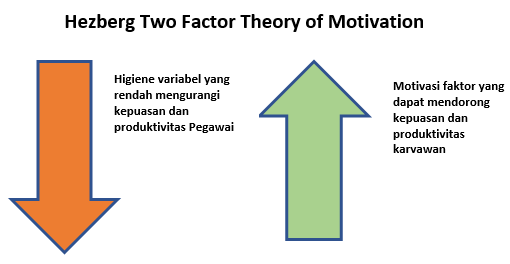 Hezberg Two Factor Theory of Motivation
Higiene variabel yang
rendah mengurangi
kepuasan dan
produktivitas Pegawai
Motivasi faktor yang
dapat mendorong
kepuasan dan
produktivitas
karvawan